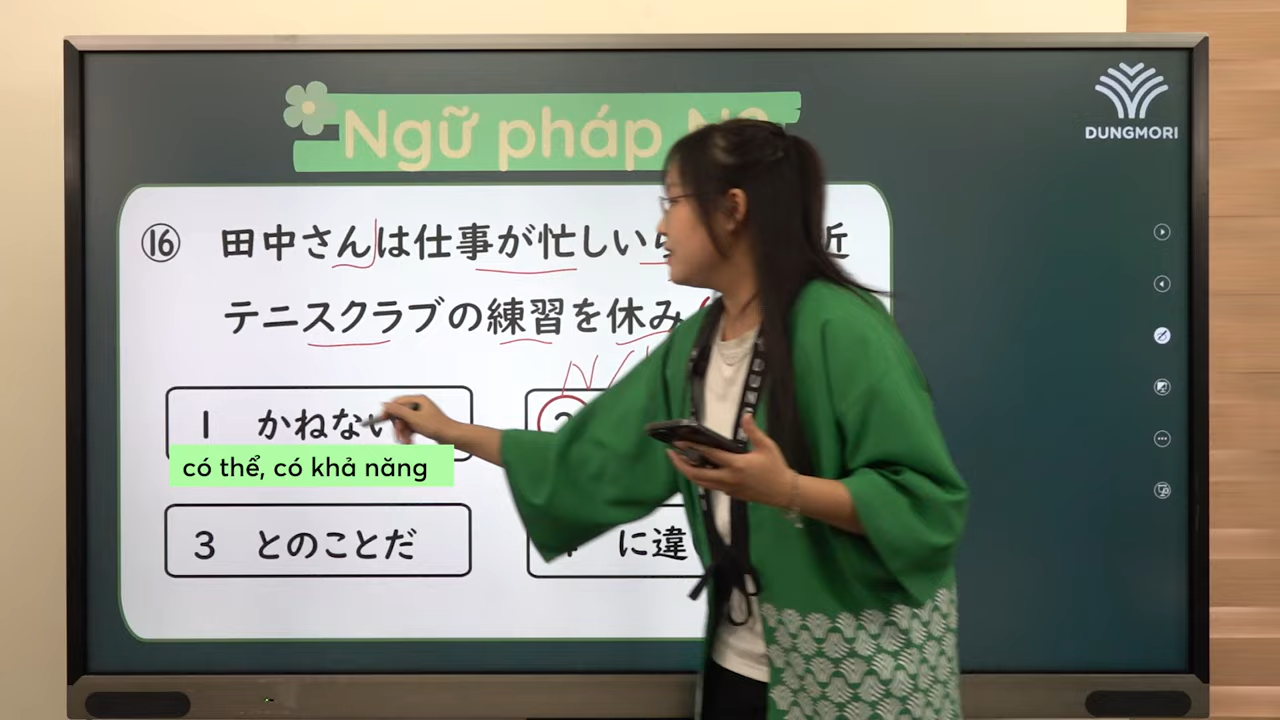 Ngữ pháp
DUNGMORI
⑯ 田中さんは仕事が忙しい
近
テニスクラブの練習を休み
N
1 かねない
có thể, có khả năng
2
3 とのことだ
に違